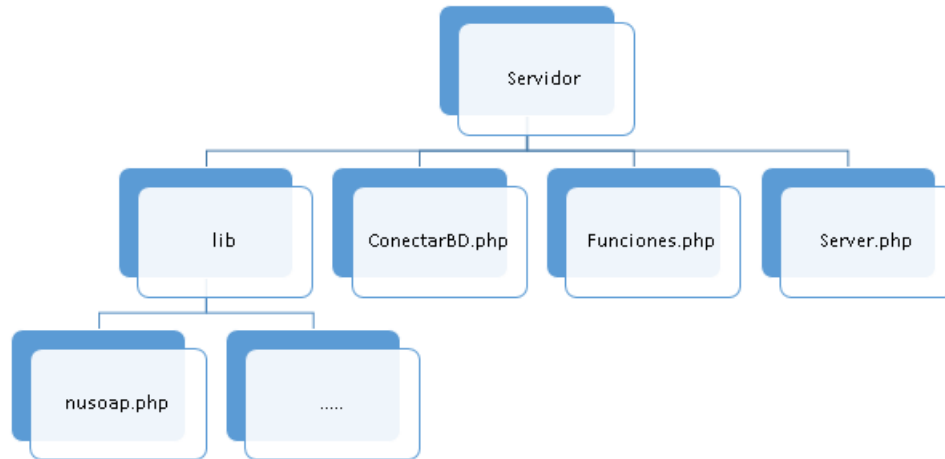 Servidor
lib
ConectarBD.php
Funciones.php
Server.php
nusoap.php
.....